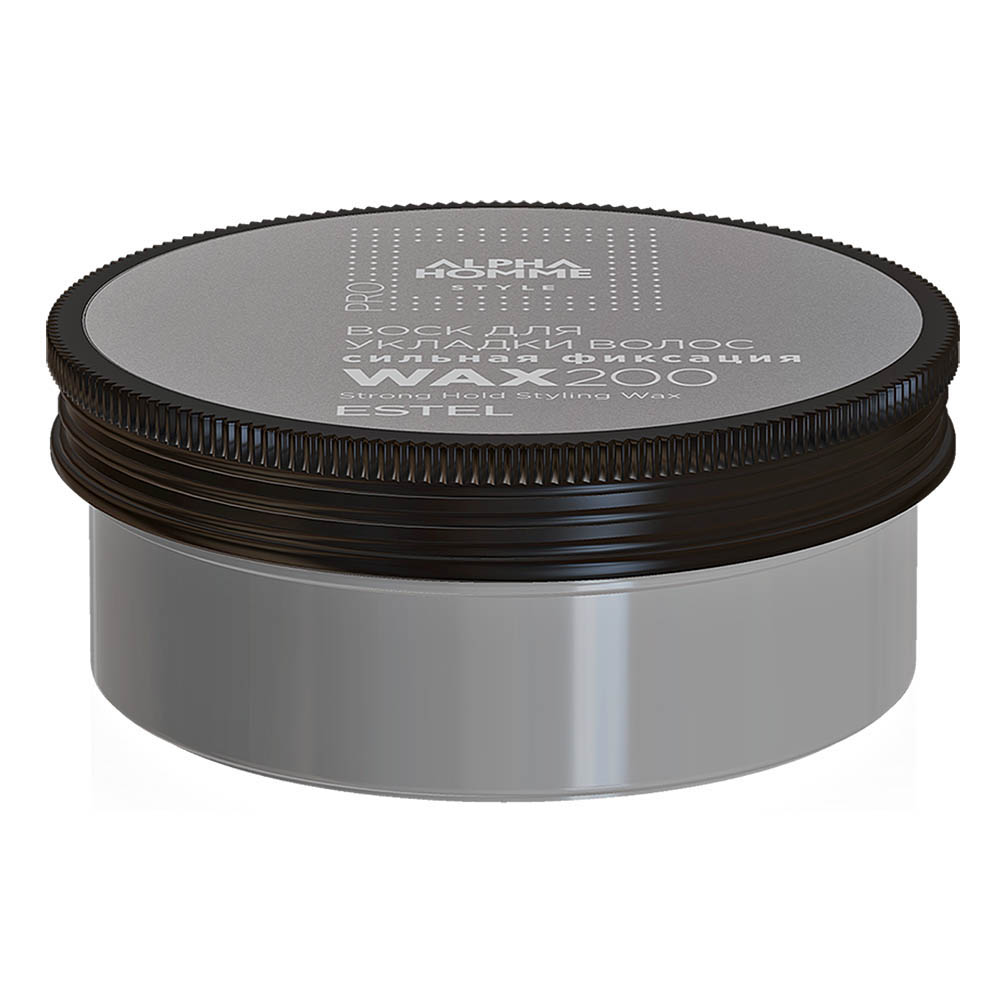 ALPHA
HOMME
STYLE
PRO
ВОСК ДЛЯ
УКЛАДКИ ВОЛОС
сильная фиксация
WAX200
Strong Hold Styling Wax
ESTEL